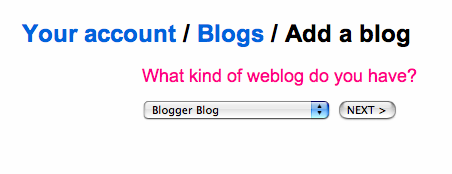 Your account / Blogs / Add a blog
What kind of weblog do you have?
Blogger Blog NEXT >